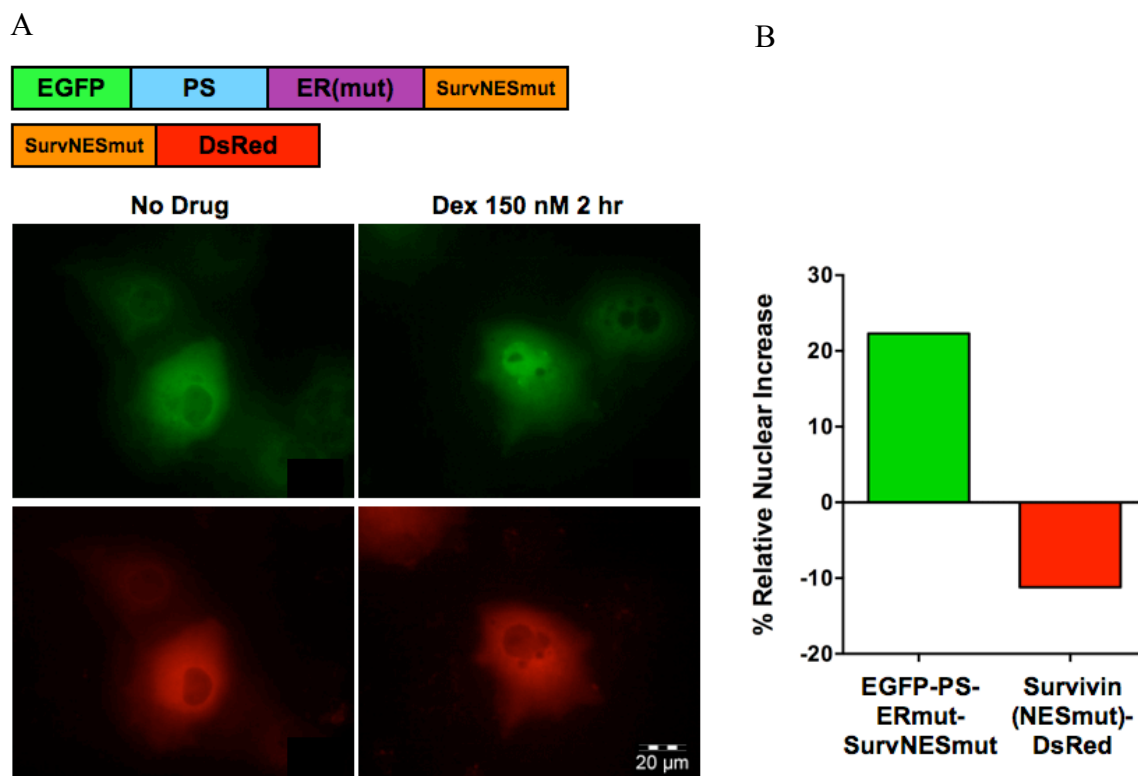 A
B
EGFP PS ER(mut) SurvNESmut
SurvNESmut DsRed
No Drug Dex 150 nM 2 hr
20 µm
% Relative Nuclear Increase
30
20
10
0
-10
-20
EGFP-PS- Survivin
ERmut- (NESmut)-
SurvNESmut DsRed